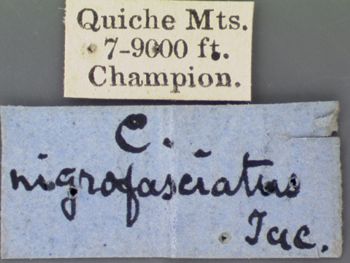 Quiche Mts.
7-9000 ft.
Champion.
C.
nigrofasciatus
Jac.